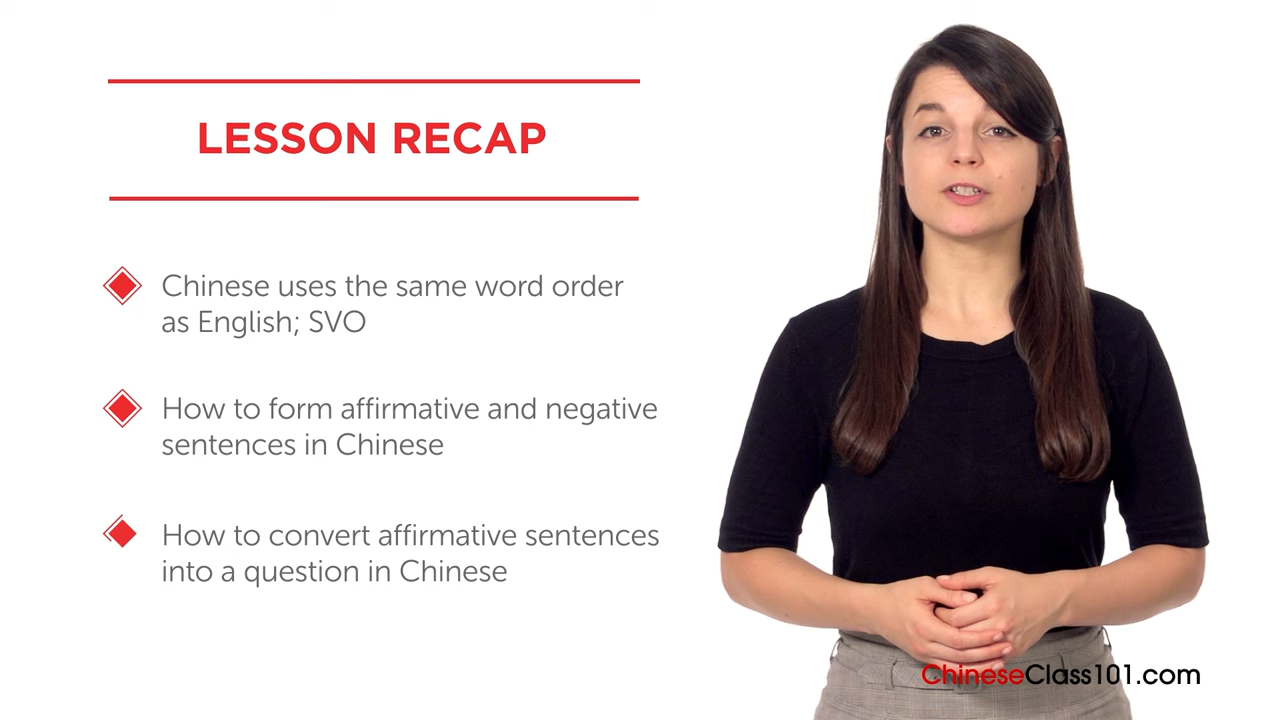 LESSON RECAP
Chinese uses the same word order
as English; SVO
How to form affirmative and negative
sentences in Chinese
How to convert affirmative sentences
into a question in Chinese
ChineseClass101.com